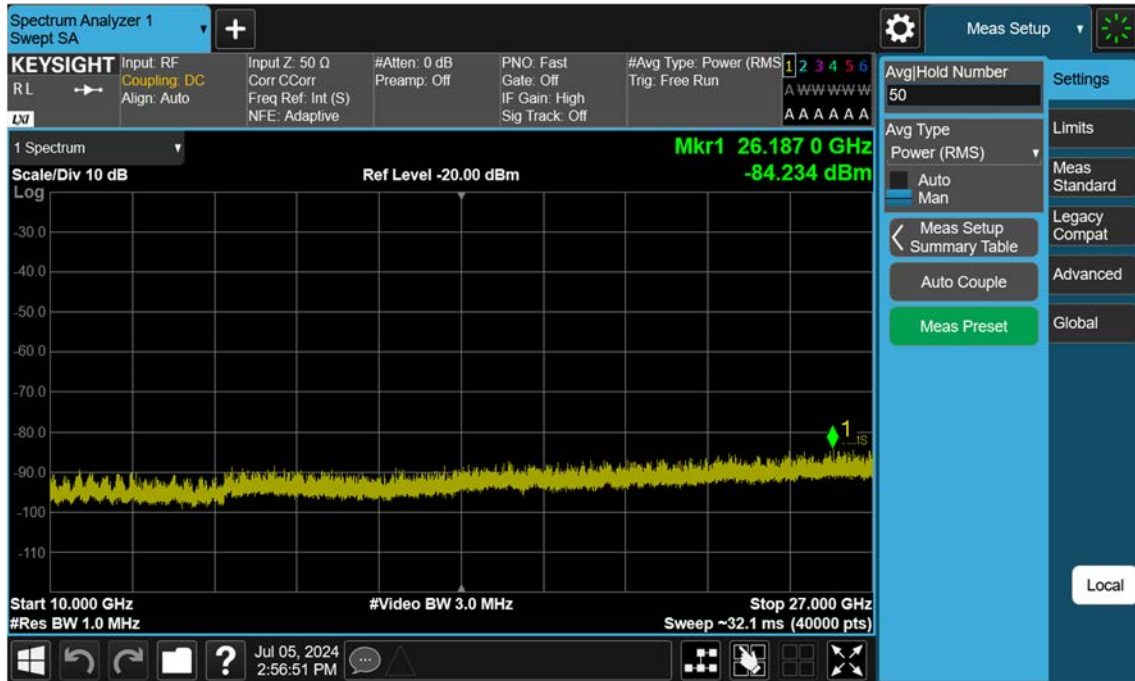 Spectrum Analyzer 1
Swept SA
Meas Setup
KEYSIGHT
R L
LXI
Input: RF
Coupling: DC
Align: Auto
Input Z: 50 Ω
Corr CCorr
Freq Ref: Int (S)
NFE: Adaptive
#Atten: 0 dB
Preamp: Off
PNO: Fast
Gate: Off
IF Gain: High
Sig Track: Off
#Avg Type: Power (RMS
Trig: Free Run
1 2 3 4 5 6
A W W W W W
A A A A A A
1 Spectrum
Mkr1 26.187 0 GHz
Scale/Div 10 dB
Ref Level -20.00 dBm
-84.234 dBm
Log
-30.0
-40.0
-50.0
-60.0
-70.0
-80.0
-90.0
-100
-110
1
Start 10.000 GHz
#Video BW 3.0 MHz
Stop 27.000 GHz
#Res BW 1.0 MHz
Sweep ~32.1 ms (40000 pts)
Avg|Hold Number
50
Avg Type
Power (RMS)
Auto
Man
Meas Setup
Summary Table
Auto Couple
Meas Preset
Settings
Limits
Meas
Standard
Legacy
Compat
Advanced
Global
Local
?
Jul 05, 2024
2:56:51 PM